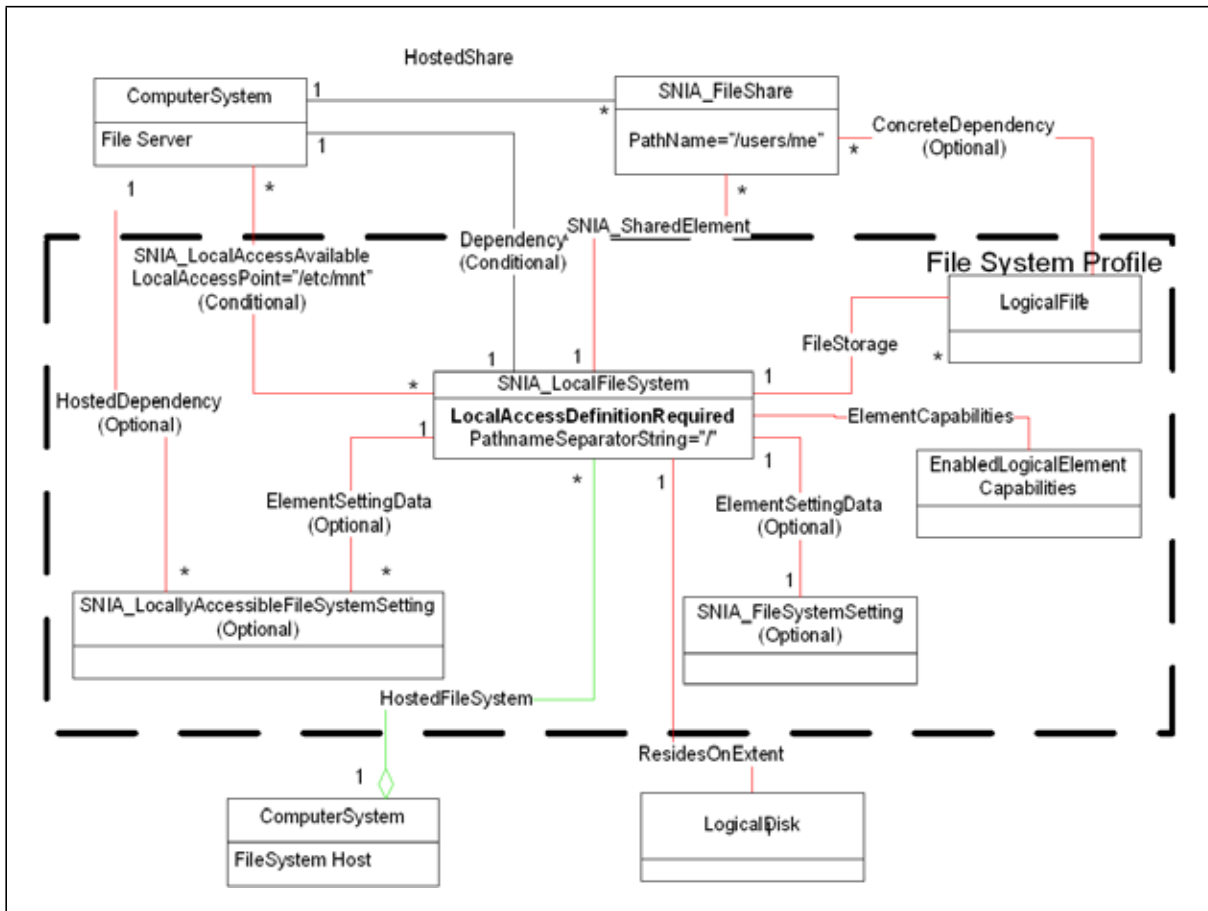 HostedShare
1
ComputerSystem
SNIA_FileShare
*
File Server
PathName="/users/me"
ConcreteDependency
(Optional)
1
*
1
*
*
SNIA_SharedElement
Dependency
(Conditional)
SNIA_LocalAccessAvailable
LocalAccessPoint="/etc/mnt"
(Conditional)
File System Profile
LogicalFile
FileStorage
*
1
1
SNIA_LocalFileSystem
*
1
HostedDependency
(Optional)
LocalAccessDefinitionRequired
PathnameSeparatorString="/"
ElementCapabilities
1
1
EnabledLogicalElement
Capabilities
*
1
ElementSettingData
(Optional)
ElementSettingData
(Optional)
*
*
1
SNIA_LocallyAccessibleFileSystemSetting
(Optional)
SNIA_FileSystemSetting
(Optional)
HostedFileSystem
ResidesOnExtent
1
ComputerSystem
FileSystem Host
LogicalDisk
1